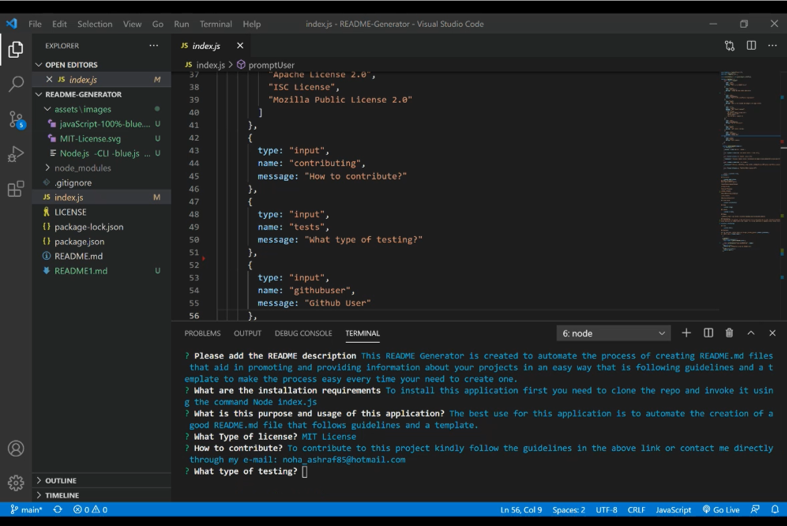 File Edit Selection View Go Run Terminal Help index.js - README-Generator - Visual Studio Code
EXPLORER
OPEN EDITORS
JS index.js M
README-GENERATOR
assets \ images
javaScript-100%-blue.... U
MIT-License.svg U
Node.js -CLI -blue.js ... U
node_modules
.gitignore
JS index.js M
LICENSE
package-lock.json
package.json
README.md
README1.md U
OUTLINE
TIMELINE
JS index.js
JS index.js > promptUser
37 "Apache License 2.0",
38 "ISC License",
39 "Mozilla Public License 2.0"
40 ]
41 },
42 {
43 type: "input",
44 name: "contributing",
45 message: "How to contribute?"
46 },
47 {
48 type: "input",
49 name: "tests",
50 message: "What type of testing?"
51 },
52 {
53 type: "input",
54 name: "githubuser",
55 message: "Github User"
56 },
PROBLEMS OUTPUT DEBUG CONSOLE TERMINAL 6: node
? Please add the README description This README Generator is created to automate the process of creating README.md files
that aid in promoting and providing information about your projects in an easy way that is following guidelines and a t
emplate to make the process easy every time your need to create one.
? What are the installation requirements To install this application first you need to clone the repo and invoke it usin
g the command Node index.js
? What is this purpose and usage of this application? The best use for this application is to automate the creation of a
good README.md file that follows guidelines and a template.
? What Type of license? MIT License
? How to contribute? To contribute to this project kindly follow the guidelines in the above link or contact me directly
through my e-mail: noha_ashraf85@hotmail.com
? What type of testing?
main* 0 0 Ln 56, Col 9 Spaces: 2 UTF-8 CRLF JavaScript Go Live